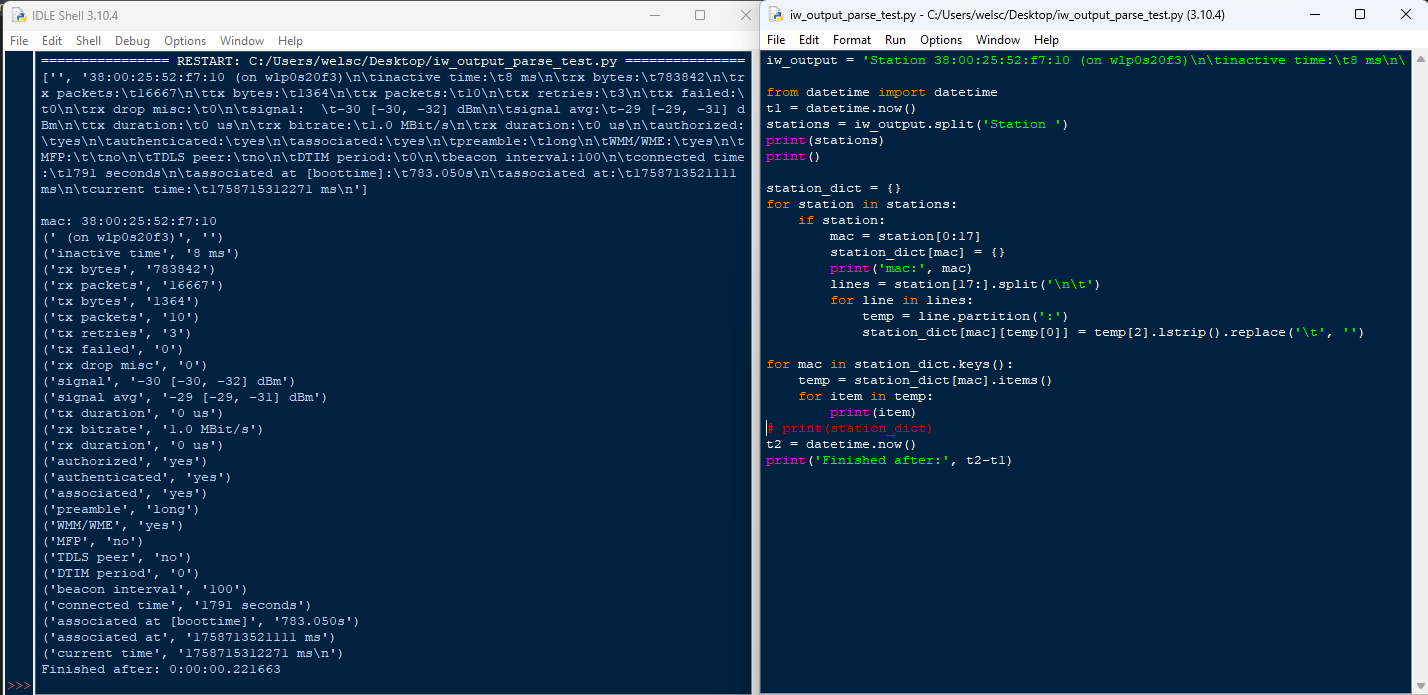 IDLE Shell 3.10.4
File Edit Shell Debug Options Window Help
================ RESTART: C:/Users/welsc/Desktop/iw_output_parse_test.py ===============
['', '38:00:25:52:f7:10 (on wlp0s20f3)\n\tinactive time:\t8 ms\n\trx bytes:\t783842\n\tr
x packets:\t16667\n\ttx bytes:\t1364\n\ttx packets:\t10\n\ttx retries:\t3\n\ttx failed:\
t0\n\trx drop misc:\t0\n\tsignal:  \t-30 [-30, -32] dBm\n\tsignal avg:\t-29 [-29, -31] d
Bm\n\ttx duration:\t0 us\n\trx bitrate:\t1.0 MBit/s\n\trx duration:\t0 us\n\tauthorized:
\tyes\n\tauthenticated:\tyes\n\tassociated:\tyes\n\tpreamble:\tlong\n\tWMM/WME:\tyes\n\t
MFP:\t\tno\n\tTDLS peer:\tno\n\tDTIM period:\t0\n\tbeacon interval:100\n\tconnected time
:\t1791 seconds\n\tassociated at [boottime]:\t783.050s\n\tassociated at:\t1758713521111 
ms\n\tcurrent time:\t1758715312271 ms\n']
mac: 38:00:25:52:f7:10
(' (on wlp0s20f3)', '')
('inactive time', '8 ms')
('rx bytes', '783842')
('rx packets', '16667')
('tx bytes', '1364')
('tx packets', '10')
('tx retries', '3')
('tx failed', '0')
('rx drop misc', '0')
('signal', '-30 [-30, -32] dBm')
('signal avg', '-29 [-29, -31] dBm')
('tx duration', '0 us')
('rx bitrate', '1.0 MBit/s')
('rx duration', '0 us')
('authorized', 'yes')
('authenticated', 'yes')
('associated', 'yes')
('preamble', 'long')
('WMM/WME', 'yes')
('MFP', 'no')
('TDLS peer', 'no')
('DTIM period', '0')
('beacon interval', '100')
('connected time', '1791 seconds')
('associated at [boottime]', '783.050s')
('associated at', '1758713521111 ms')
('current time', '1758715312271 ms\n')
Finished after: 0:00:00.221663
>>>
iw_output_parse_test.py - C:/Users/welsc/Desktop/iw_output_parse_test.py (3.10.4)
File Edit Format Run Options Window Help
iw_output = 'Station 38:00:25:52:f7:10 (on wlp0s20f3)\n\tinactive time:\t8 ms\n\
from datetime import datetime
t1 = datetime.now()
stations = iw_output.split('Station ')
print(stations)
print()
station_dict = {}
for station in stations:
    if station:
        mac = station[0:17]
        station_dict[mac] = {}
        print('mac:', mac)
        lines = station[17:].split('\n\t')
        for line in lines:
            temp = line.partition(':')
            station_dict[mac][temp[0]] = temp[2].lstrip().replace('\t', '')
for mac in station_dict.keys():
    temp = station_dict[mac].items()
    for item in temp:
        print(item)
# print(station_dict)
t2 = datetime.now()
print('Finished after:', t2-t1)